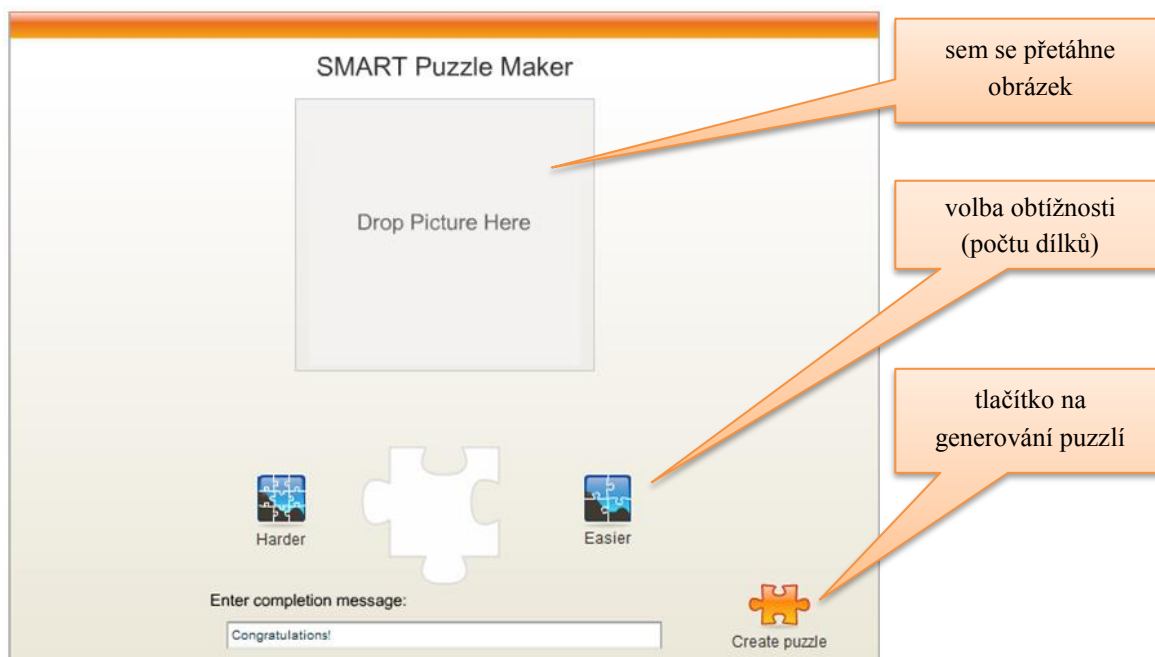 SMART Puzzle Maker
sem se přetáhne
obrázek
Drop Picture Here
volba obtížnosti
(počtu dílků)
tlačítko na
generování puzzlí
Harder
Easier
Enter completion message:
Congratulations!
Create puzzle